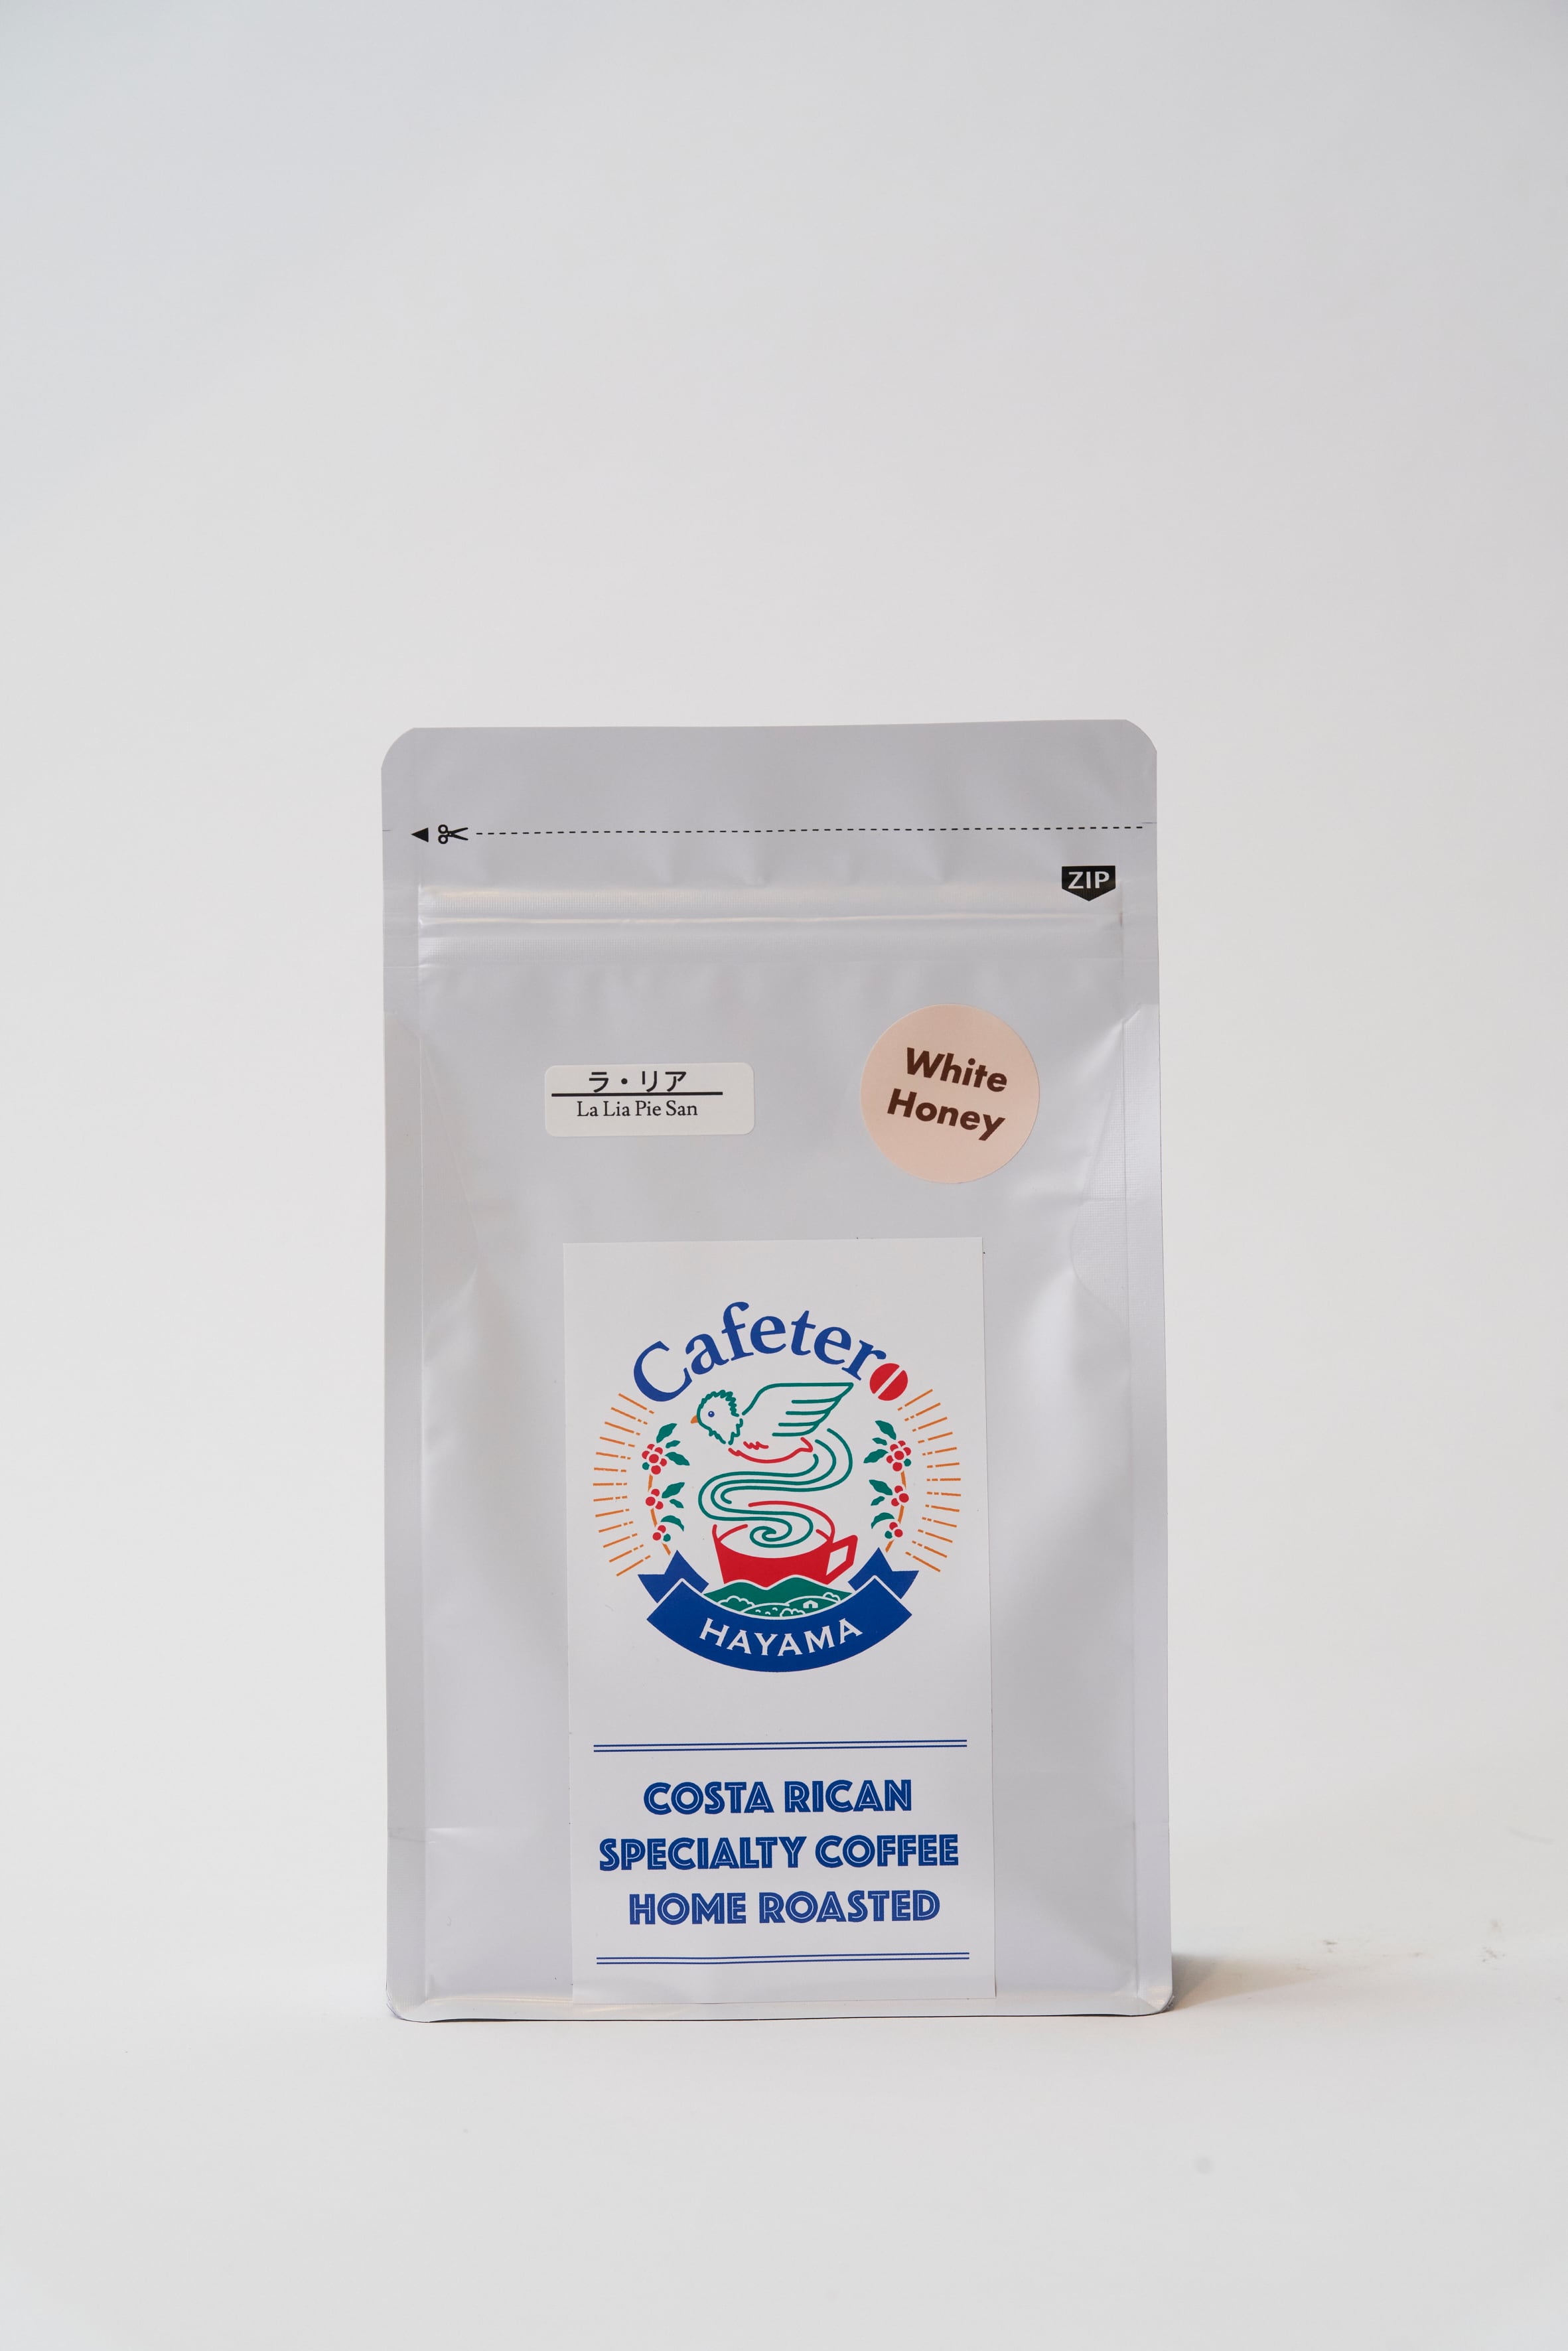 ZIP
ラ・リア
La Lia Pie San
White
Honey
Cafetero
HAYAMA
COSTA RICAN
SPECIALTY COFFEE
HOME ROASTED